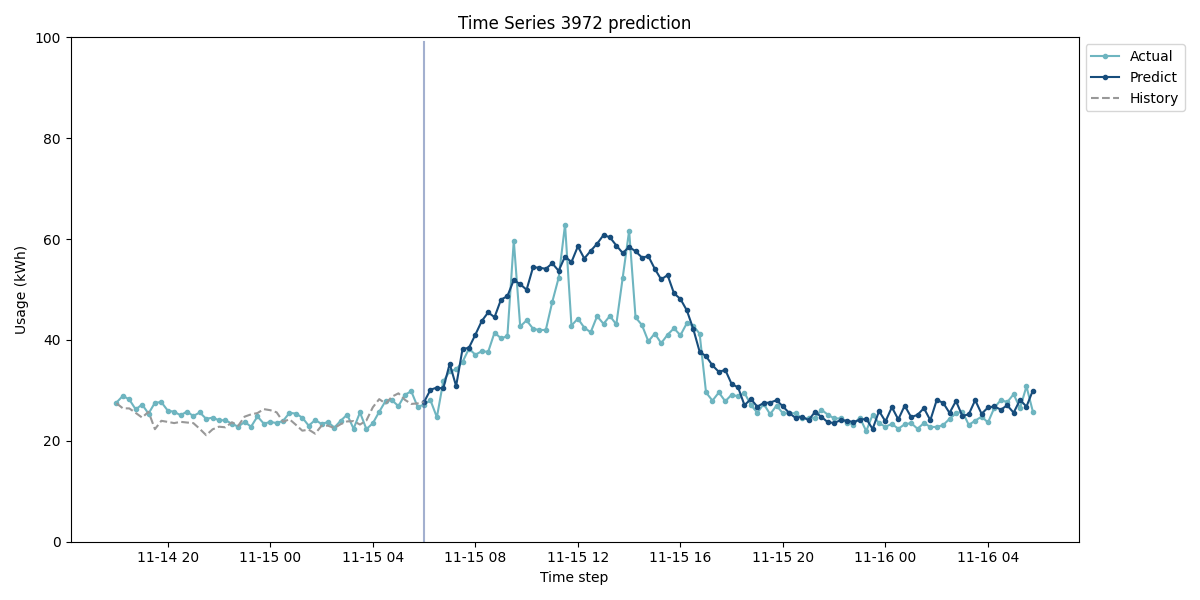 Time Series 3972 prediction
100
80
60
40
20
0
Usage (kWh)
11-14 20
11-15 00
11-15 04
11-15 08
11-15 12
11-15 16
11-15 20
11-16 00
11-16 04
Time step
Actual
Predict
History